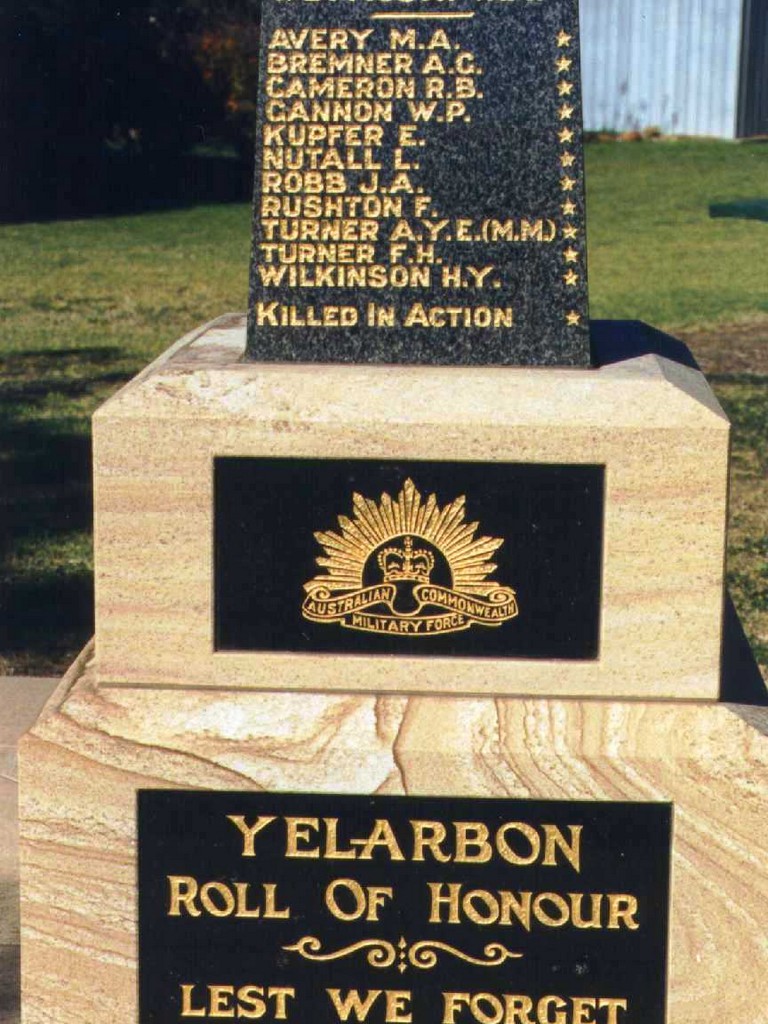 AVERY M.A. ★
BREMNER A.C. ★
CAMERON R.B. ★
GANNON W.P. ★
KUPFER E. ★
NUTALL L. ★
ROBB J.A. ★
RUSHTON F. ★
TURNER A.Y.E.(M.M.) ★
TURNER F.H. ★
WILKINSON H.Y. ★
KILLED IN ACTION ★
AUSTRALIAN COMMONWEALTH
MILITARY FORCE
YELARBON
ROLL OF HONOUR
LEST WE FORGET